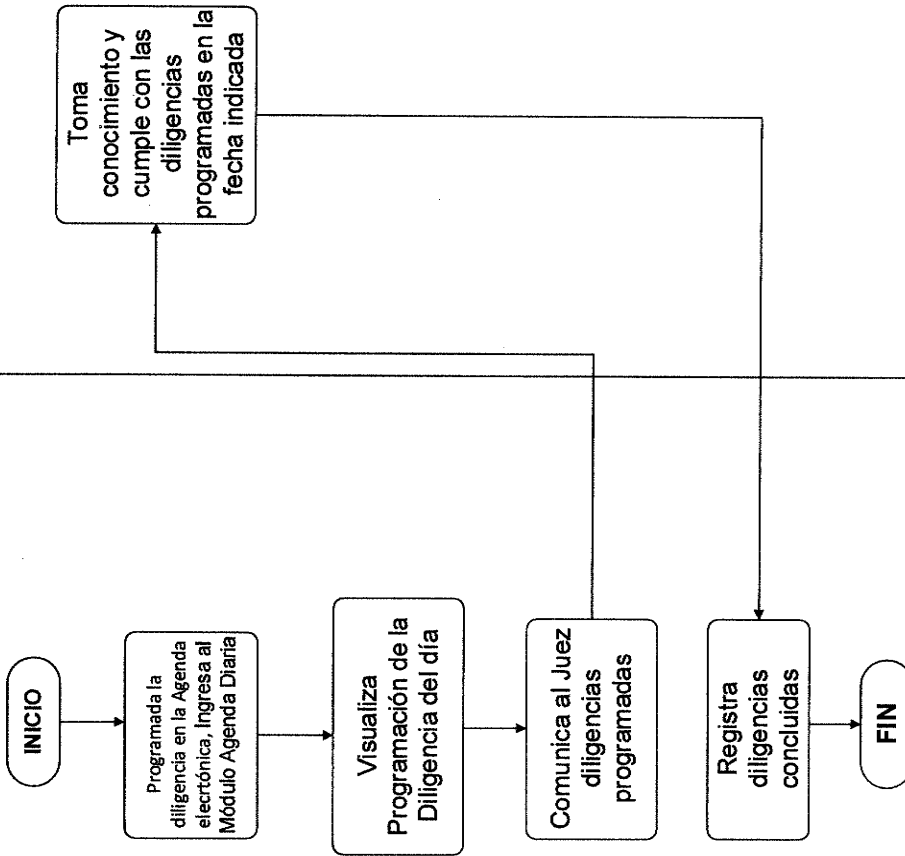 INICIO
Programada la
diligencia en la Agenda
elecrtónica, Ingresa al
Módulo Agenda Diaria
Visualiza
Programación de la
Diligencia del día
Comunica al Juez
diligencias
programadas
Toma
conocimiento y
cumple con las
diligencias
programadas en la
fecha indicada
Registra
diligencias
concluidas
FIN